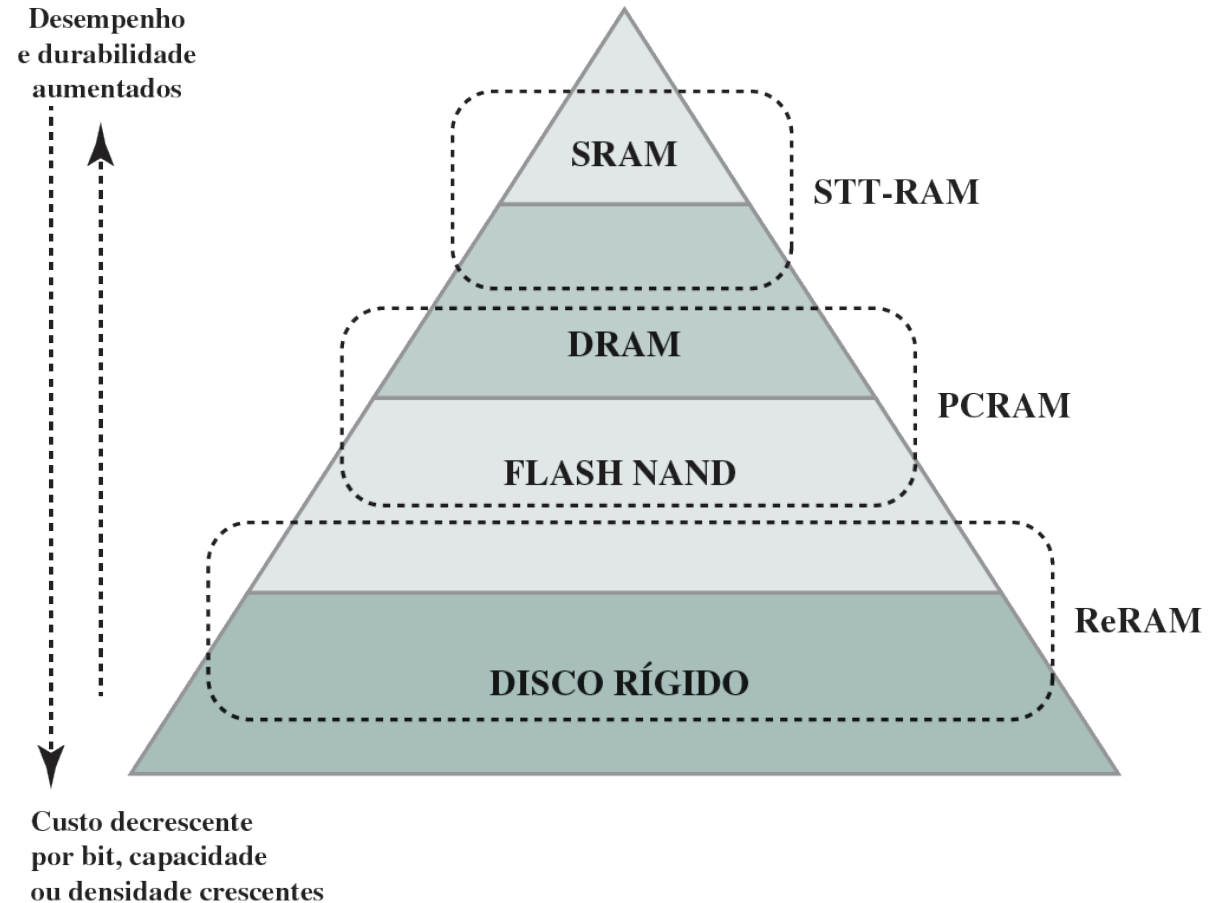 Desempenho
e durabilidade
aumentados
SRAM
STT-RAM
DRAM
PCRAM
FLASH NAND
ReRAM
DISCO RÍGIDO
Custo decrescente
por bit, capacidade
ou densidade crescentes